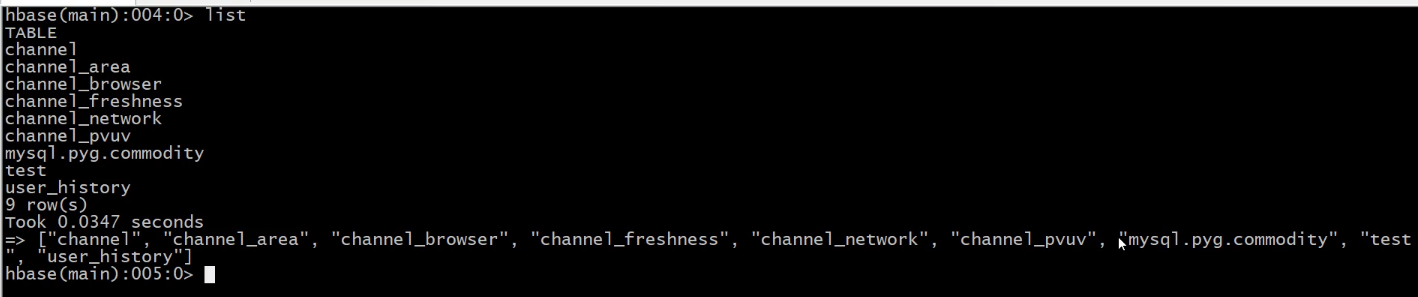 hbase(main):004:0> list
TABLE
channel
channel_area
channel_browser
channel_freshness
channel_network
channel_pvuv
mysql.pyg.commodity
test
user_history
9 row(s)
Took 0.0347 seconds
=> ["channel", "channel_area", "channel_browser", "channel_freshness", "channel_network", "channel_pvuv", "mysql.pyg.commodity", "test
", "user_history"]
hbase(main):005:0>